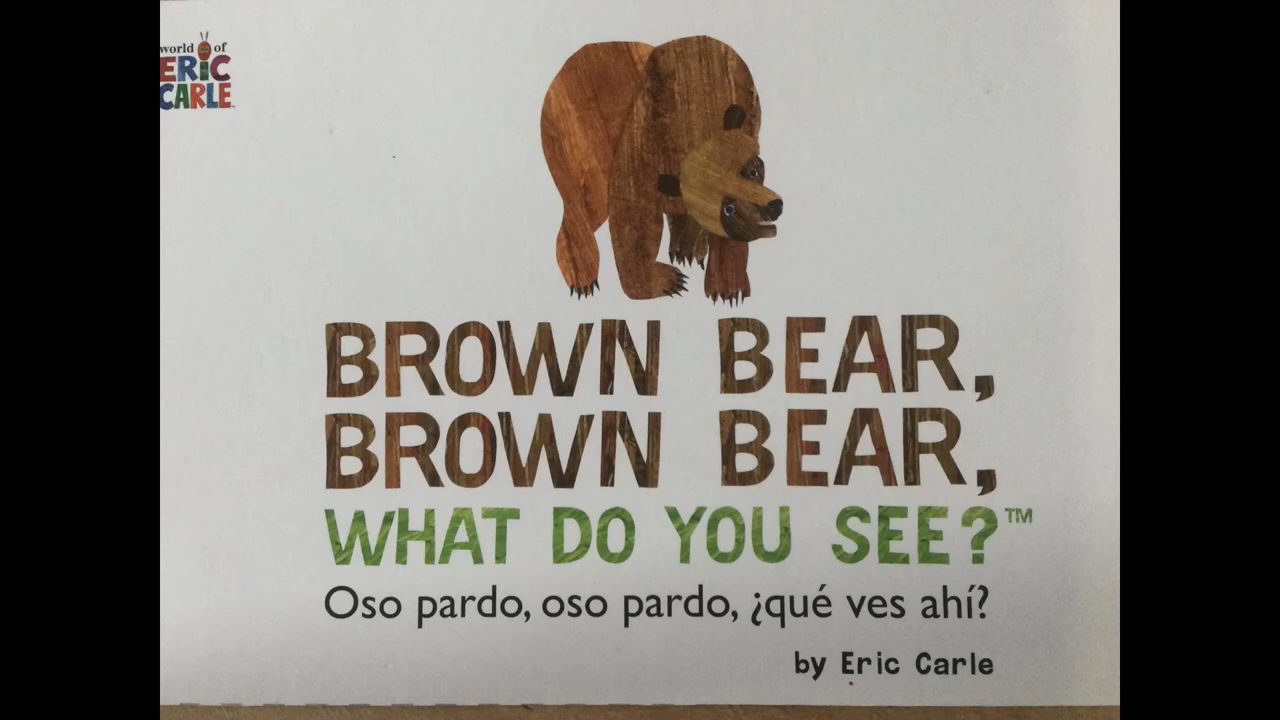 world of
ERIC
CARLE™
BROWN BEAR,
BROWN BEAR,
WHAT DO YOU SEE?™
Oso pardo, oso pardo, ¿qué ves ahí?
by Eric Carle